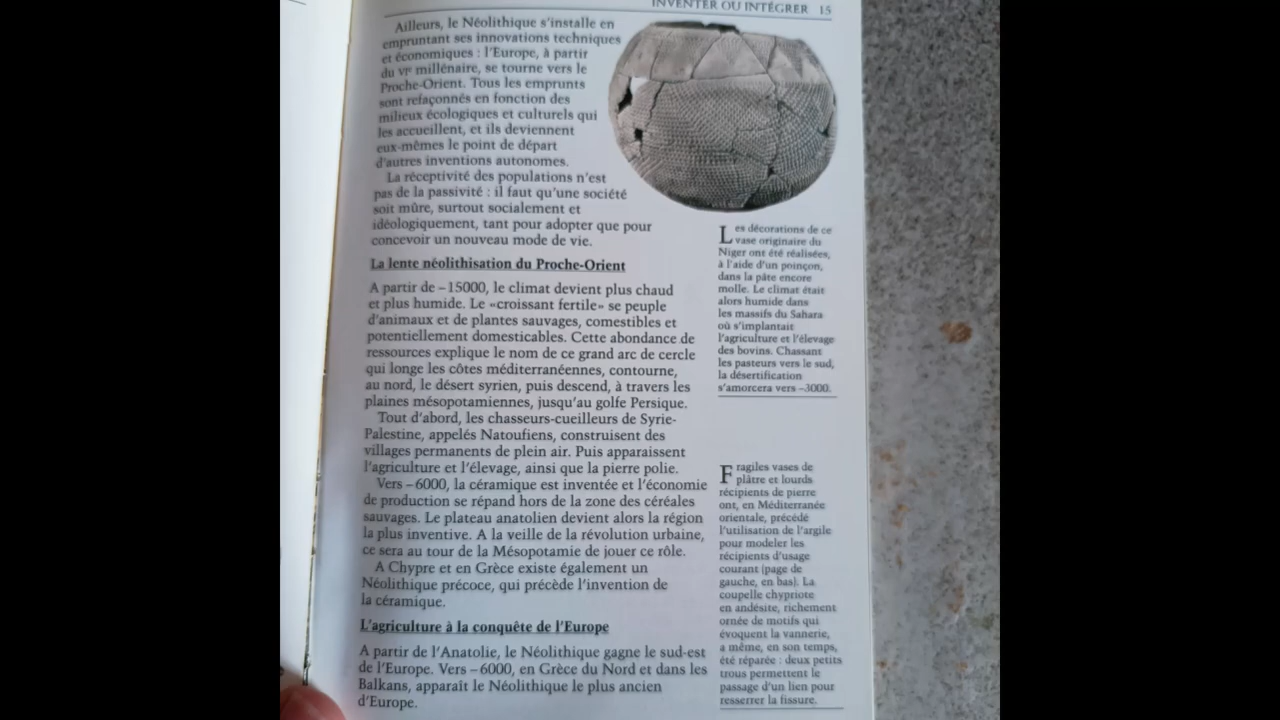 INVENTER OU INTÉGRER 15
Ailleurs, le Néolithique s'installe en
empruntant ses innovations techniques
et économiques : l'Europe, à partir
du VIe millénaire, se tourne vers le
Proche-Orient. Tous les emprunts
sont refaçonnés en fonction des
milieux écologiques et culturels qui
les accueillent, et ils deviennent
eux-mêmes le point de départ
d'autres inventions autonomes.
La réceptivité des populations n'est
pas de la passivité : il faut qu'une société
soit mûre, surtout socialement et
idéologiquement, tant pour adopter que pour
concevoir un nouveau mode de vie.
La lente néolithisation du Proche-Orient
A partir de –15000, le climat devient plus chaud
et plus humide. Le «croissant fertile» se peuple
d'animaux et de plantes sauvages, comestibles et
potentiellement domesticables. Cette abondance de
ressources explique le nom de ce grand arc de cercle
qui longe les côtes méditerranéennes, contourne,
au nord, le désert syrien, puis descend, à travers les
plaines mésopotamiennes, jusqu'au golfe Persique.
Tout d'abord, les chasseurs-cueilleurs de Syrie-
Palestine, appelés Natoufiens, construisent des
villages permanents de plein air. Puis apparaissent
l'agriculture et l'élevage, ainsi que la pierre polie.
Vers –6000, la céramique est inventée et l'économie
de production se répand hors de la zone des céréales
sauvages. Le plateau anatolien devient alors la région
la plus inventive. A la veille de la révolution urbaine,
ce sera au tour de la Mésopotamie de jouer ce rôle.
A Chypre et en Grèce existe également un
Néolithique précoce, qui précède l'invention de
la céramique.
L'agriculture à la conquête de l'Europe
A partir de l'Anatolie, le Néolithique gagne le sud-est
de l'Europe. Vers –6000, en Grèce du Nord et dans les
Balkans, apparaît le Néolithique le plus ancien
d'Europe.
Les décorations de ce
vase originaire du
Niger ont été réalisées,
à l'aide d'un poinçon,
dans la pâte encore
molle. Le climat était
alors humide dans
les massifs du Sahara
où s'implantait
l'agriculture et l'élevage
des bovins. Chassant
les pasteurs vers le sud,
la désertification
s'amorcera vers –3000.
Fragiles vases de
plâtre et lourds
récipients de pierre
ont, en Méditerranée
orientale, précédé
l'utilisation de l'argile
pour modeler les
récipients d'usage
courant (page de
gauche, en bas). La
coupelle chypriote
en andésite, richement
ornée de motifs qui
évoquent la vannerie,
a même, en son temps,
été réparée : deux petits
trous permettent le
passage d'un lien pour
resserrer la fissure.